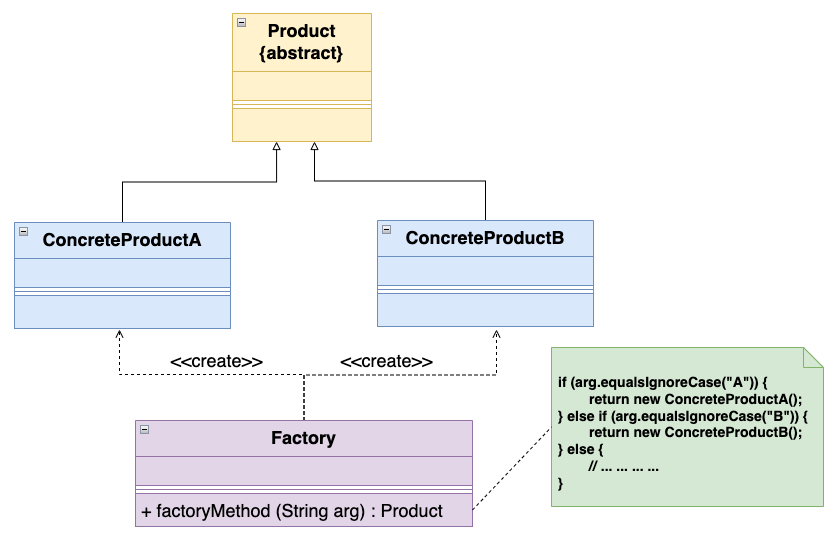 Product
{abstract}
ConcreteProductA
ConcreteProductB
<<create>>
<<create>>
Factory
+ factoryMethod (String arg) : Product
if (arg.equalsIgnoreCase("A")) {
return new ConcreteProductA();
} else if (arg.equalsIgnoreCase("B")) {
return new ConcreteProductB();
} else {
// ... ... ... ...
}